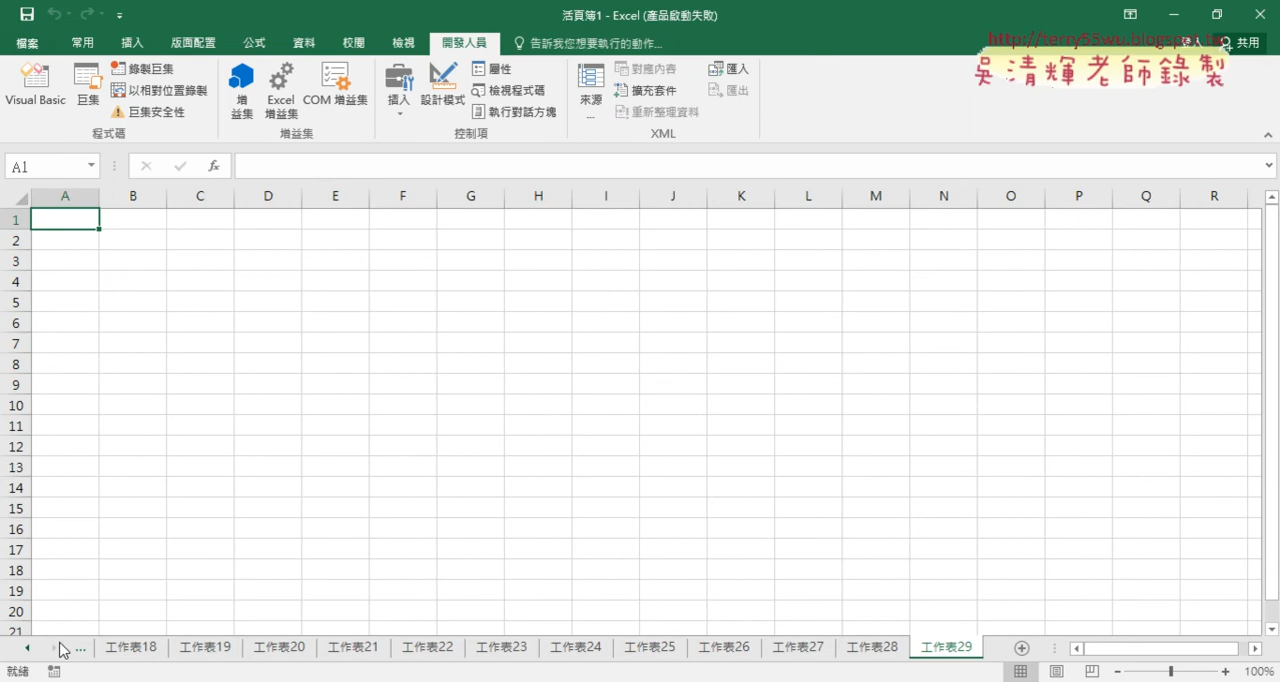 活頁簿1 - Excel (產品啟動失敗)
檔案 常用 插入 版面配置 公式 資料 校閱 檢視 開發人員 告訴我您想要執行的動作... 登入 共用
http://terry55wu.blogspot.tw
吳清輝老師錄製
Visual Basic 巨集 錄製巨集 以相對位置錄製 巨集安全性
增益集 Excel 增益集 COM 增益集
插入 設計模式 屬性 檢視程式碼 執行對話方塊
來源... 對應內容 擴充套件 重新整理資料 匯入 匯出
程式碼 增益集 控制項 XML
A1 fx
A B C D E F G H I J K L M N O P Q R
1
2
3
4
5
6
7
8
9
10
11
12
13
14
15
16
17
18
19
20
21
... 工作表18 工作表19 工作表20 工作表21 工作表22 工作表23 工作表24 工作表25 工作表26 工作表27 工作表28 工作表29
就緒 100%